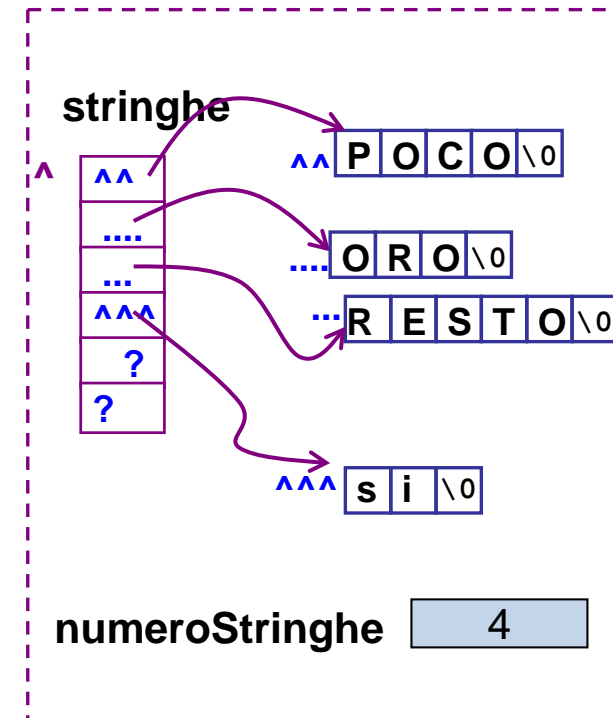 stringhe
^ ^^ ^^ P O C O \0
.... .... O R O \0
... ... R E S T O \0
^^^
?
?
^^^ s i \0
numeroStringhe 4